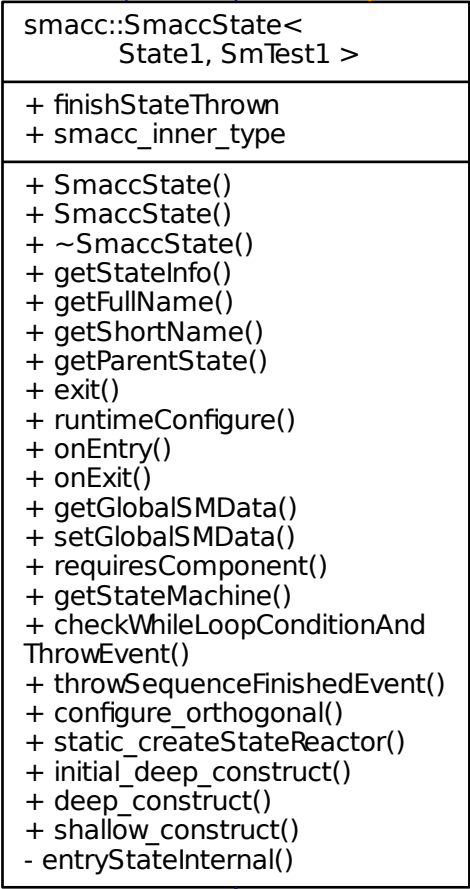 smacc::SmaccState<
State1, SmTest1 >
+ finishStateThrown
+ smacc_inner_type
+ SmaccState()
+ SmaccState()
+ ~SmaccState()
+ getStateInfo()
+ getFullName()
+ getShortName()
+ getParentState()
+ exit()
+ runtimeConfigure()
+ onEntry()
+ onExit()
+ getGlobalSMData()
+ setGlobalSMData()
+ requiresComponent()
+ getStateMachine()
+ checkWhileLoopConditionAnd
ThrowEvent()
+ throwSequenceFinishedEvent()
+ configure_orthogonal()
+ static_createStateReactor()
+ initial_deep_construct()
+ deep_construct()
+ shallow_construct()
- entryStateInternal()